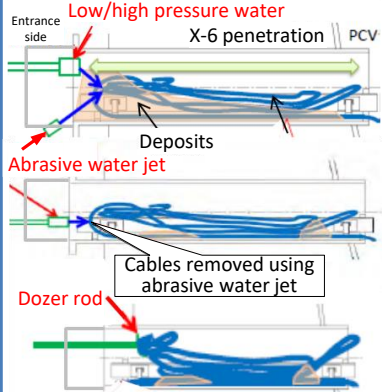 Entrance
side
Low/high pressure water
X-6 penetration
PCV
Deposits
Abrasive water jet
Cables removed using
abrasive water jet
Dozer rod